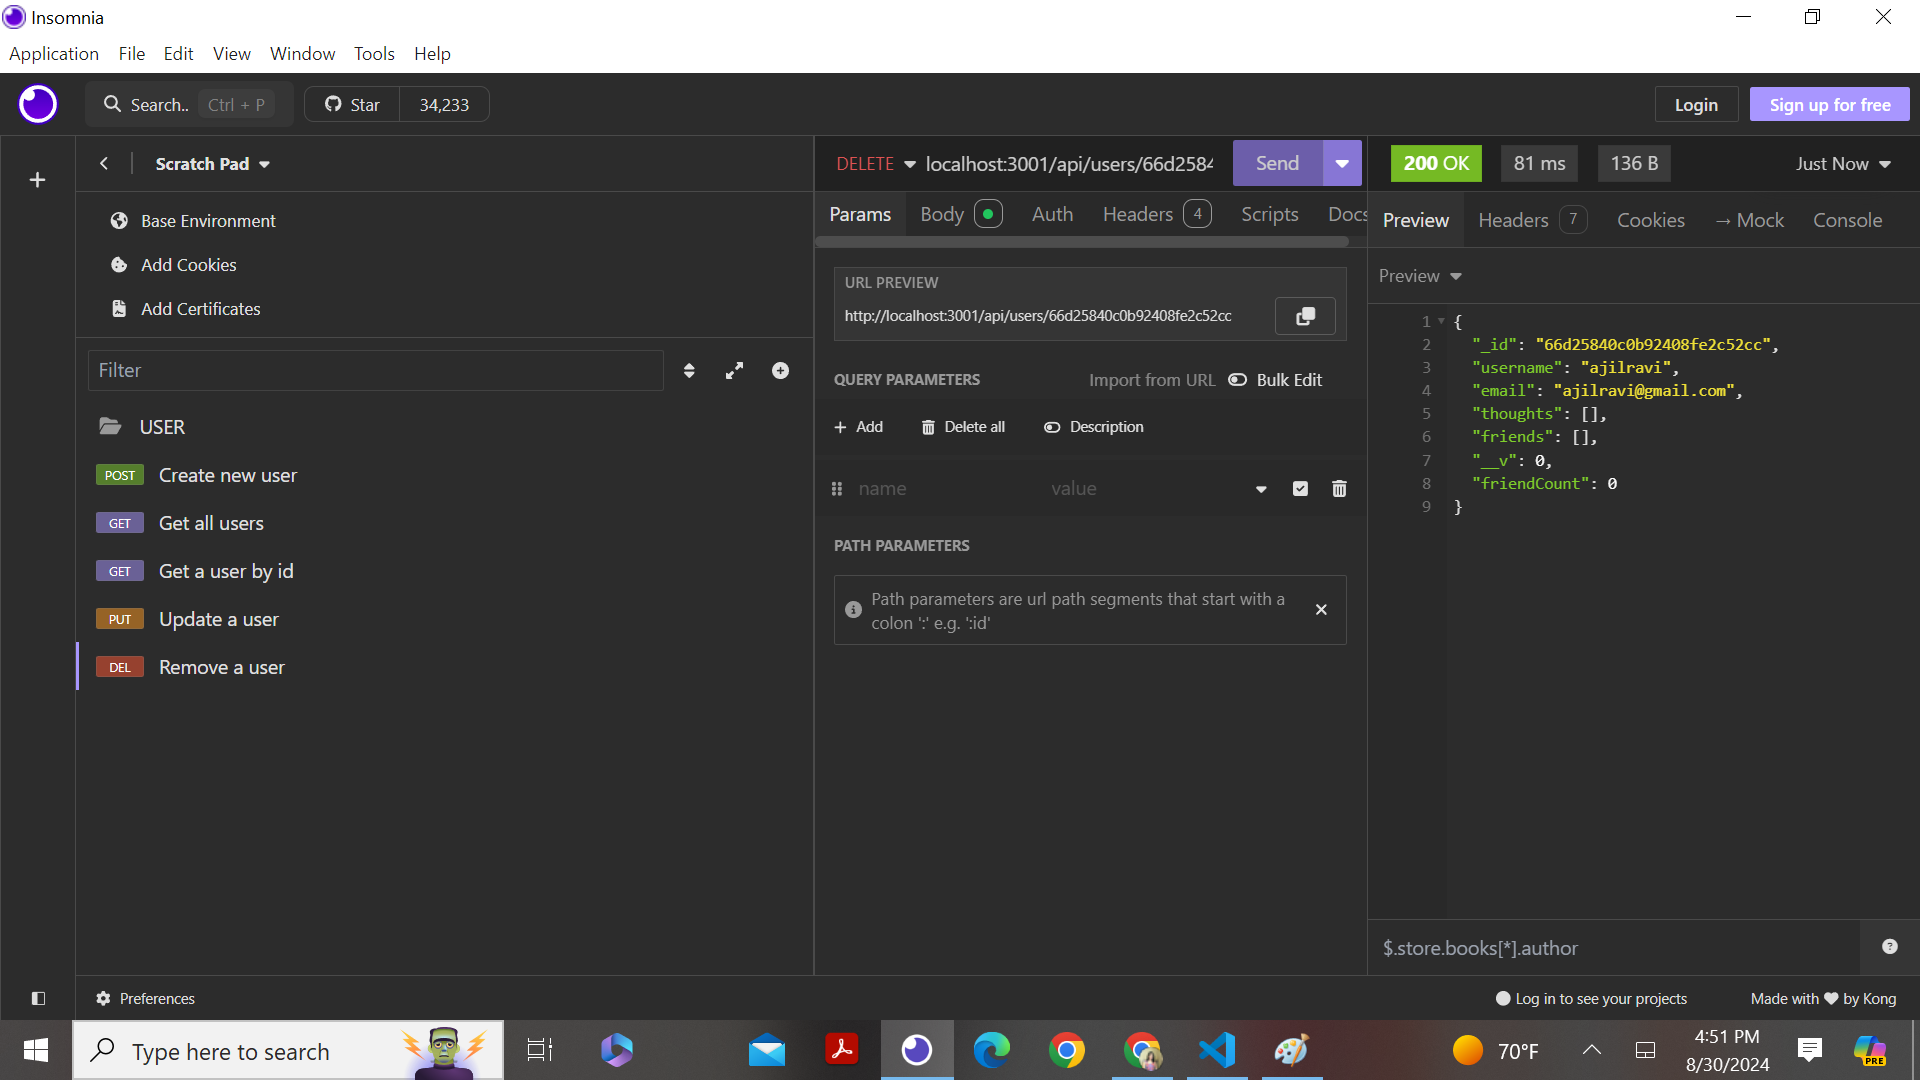 Insomnia
Application File Edit View Window Tools Help
Search.. Ctrl + P Star 34,233 Login Sign up for free
Scratch Pad
Base Environment
Add Cookies
Add Certificates
Filter
USER
POST Create new user
GET Get all users
GET Get a user by id
PUT Update a user
DEL Remove a user
DELETE localhost:3001/api/users/66d2584 Send
Params Body Auth Headers 4 Scripts Docs
URL PREVIEW
http://localhost:3001/api/users/66d25840c0b92408fe2c52cc
QUERY PARAMETERS Import from URL Bulk Edit
+ Add Delete all Description
name value
PATH PARAMETERS
Path parameters are url path segments that start with a
colon ':' e.g. ':id'
200 OK 81 ms 136 B Just Now
Preview Headers 7 Cookies → Mock Console
Preview
1 {
2 "_id": "66d25840c0b92408fe2c52cc",
3 "username": "ajilravi",
4 "email": "ajilravi@gmail.com",
5 "thoughts": [],
6 "friends": [],
7 "__v": 0,
8 "friendCount": 0
9 }
$.store.books[*].author
Preferences Log in to see your projects Made with ♥ by Kong
Type here to search 70°F 4:51 PM
8/30/2024
PRE